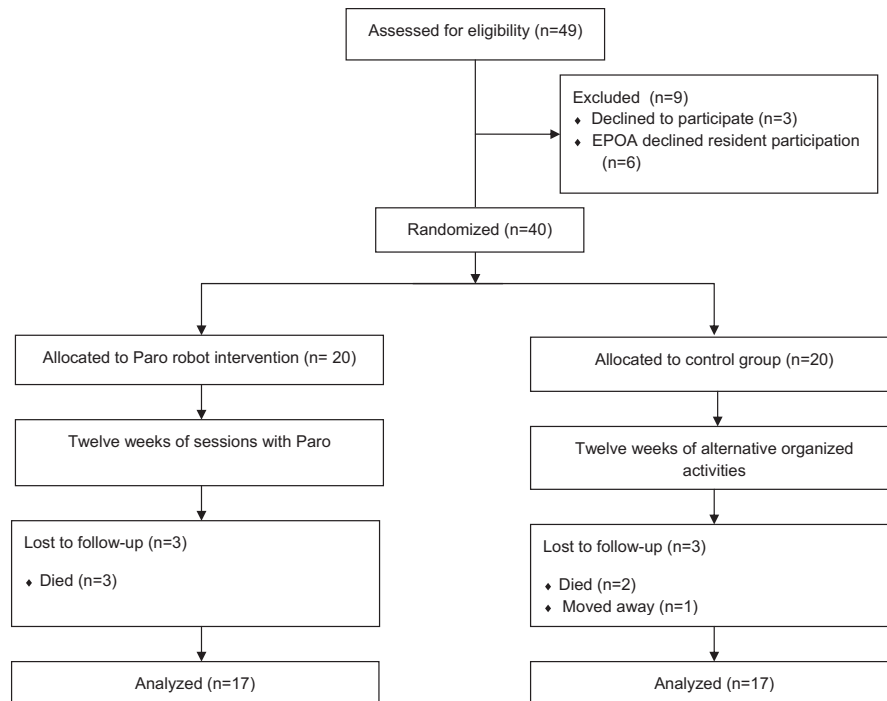 Assessed for eligibility (n=49)
Excluded (n=9)
♦ Declined to participate (n=3)
♦ EPOA declined resident participation
(n=6)
Randomized (n=40)
Allocated to Paro robot intervention (n= 20)
Allocated to control group (n=20)
Twelve weeks of sessions with Paro
Twelve weeks of alternative organized
activities
Lost to follow-up (n=3)
♦ Died (n=3)
Lost to follow-up (n=3)
♦ Died (n=2)
♦ Moved away (n=1)
Analyzed (n=17)
Analyzed (n=17)